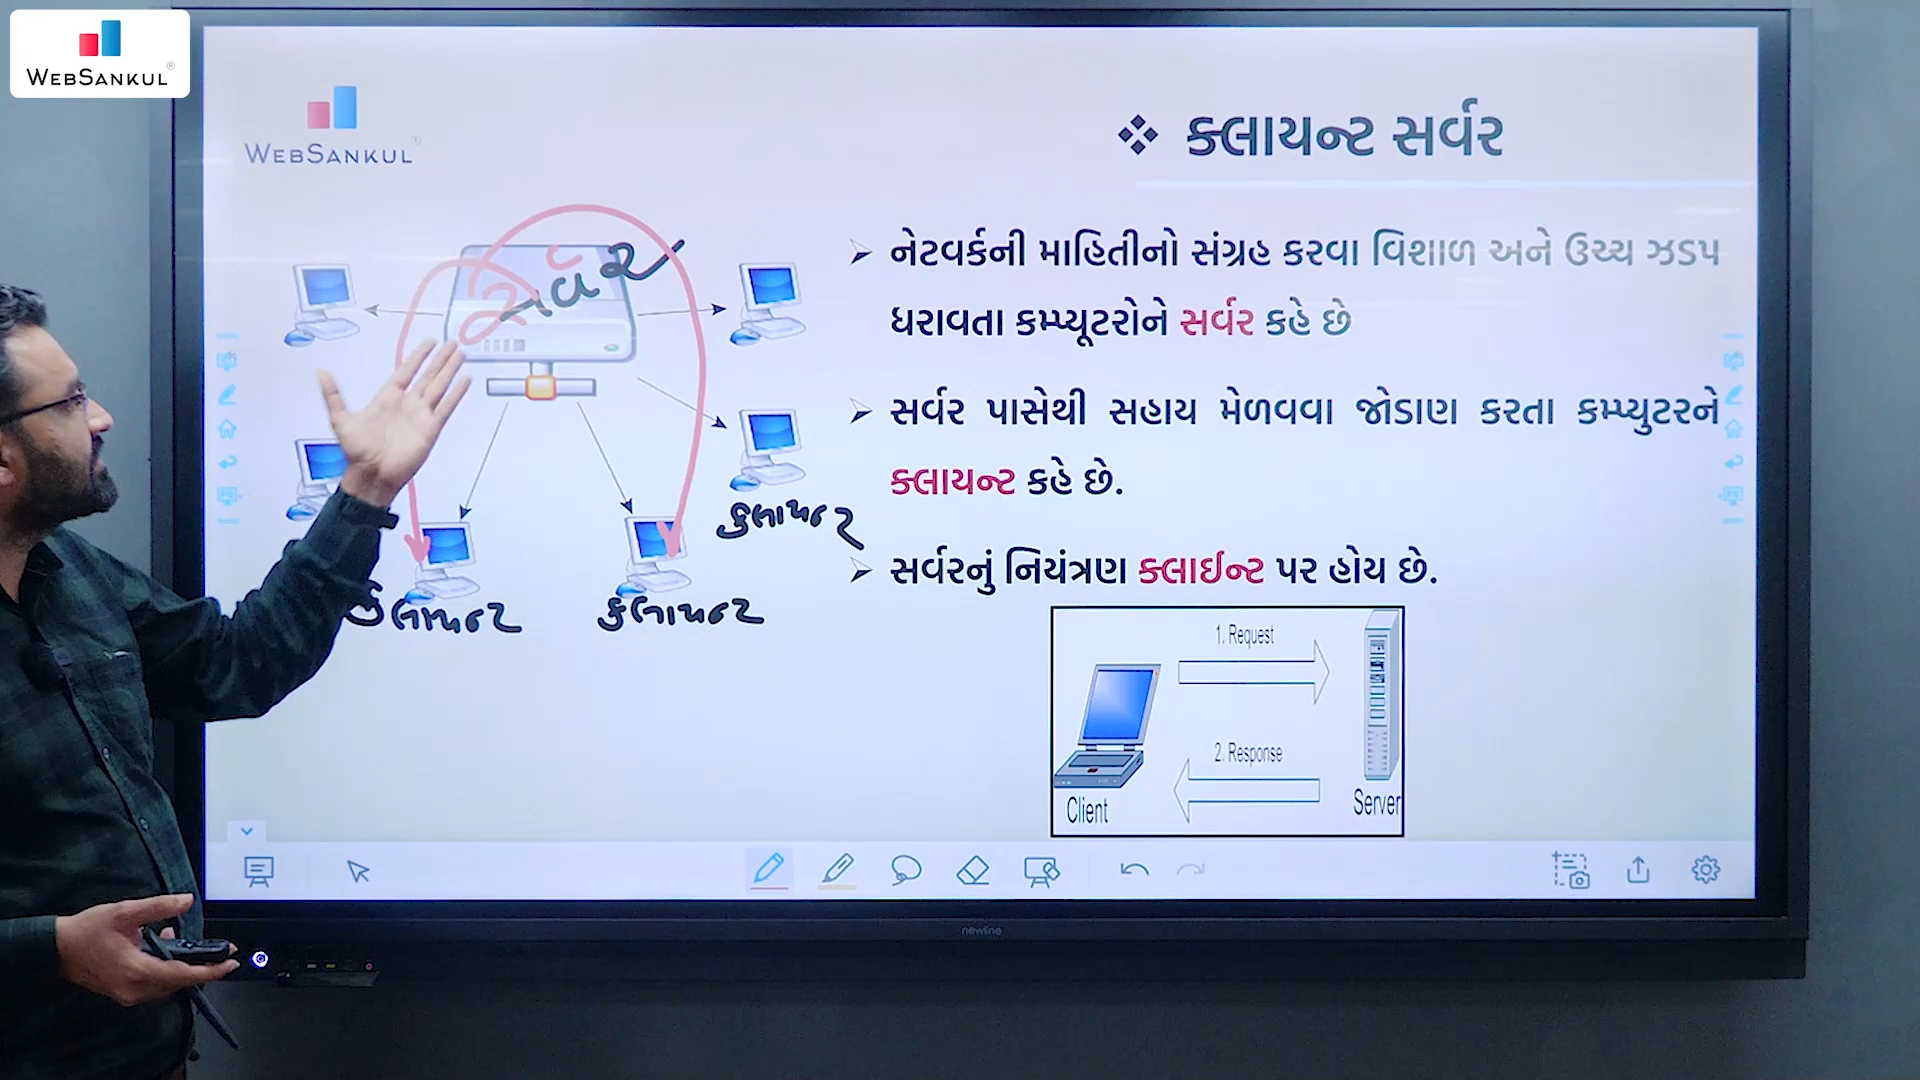 WEBSANKUL
WEBSANKUL
❖ ક્લાયન્ટ સર્વર
➢ નેટવર્કની માહિતીનો સંગ્રહ કરવા વિશાળ અને ઉચ્ચ ઝડપ
ધરાવતા કમ્પ્યૂટરોને સર્વર કહે છે
➢ સર્વર પાસેથી સહાય મેળવવા જોડાણ કરતા કમ્પ્યુટરને
ક્લાયન્ટ કહે છે.
➢ સર્વરનું નિયંત્રણ ક્લાઈન્ટ પર હોય છે.
સર્વર
ક્લાયન્ટ
ક્લાયન્ટ
ક્લાયન્ટ
1. Request
2. Response
Client
Server
newline